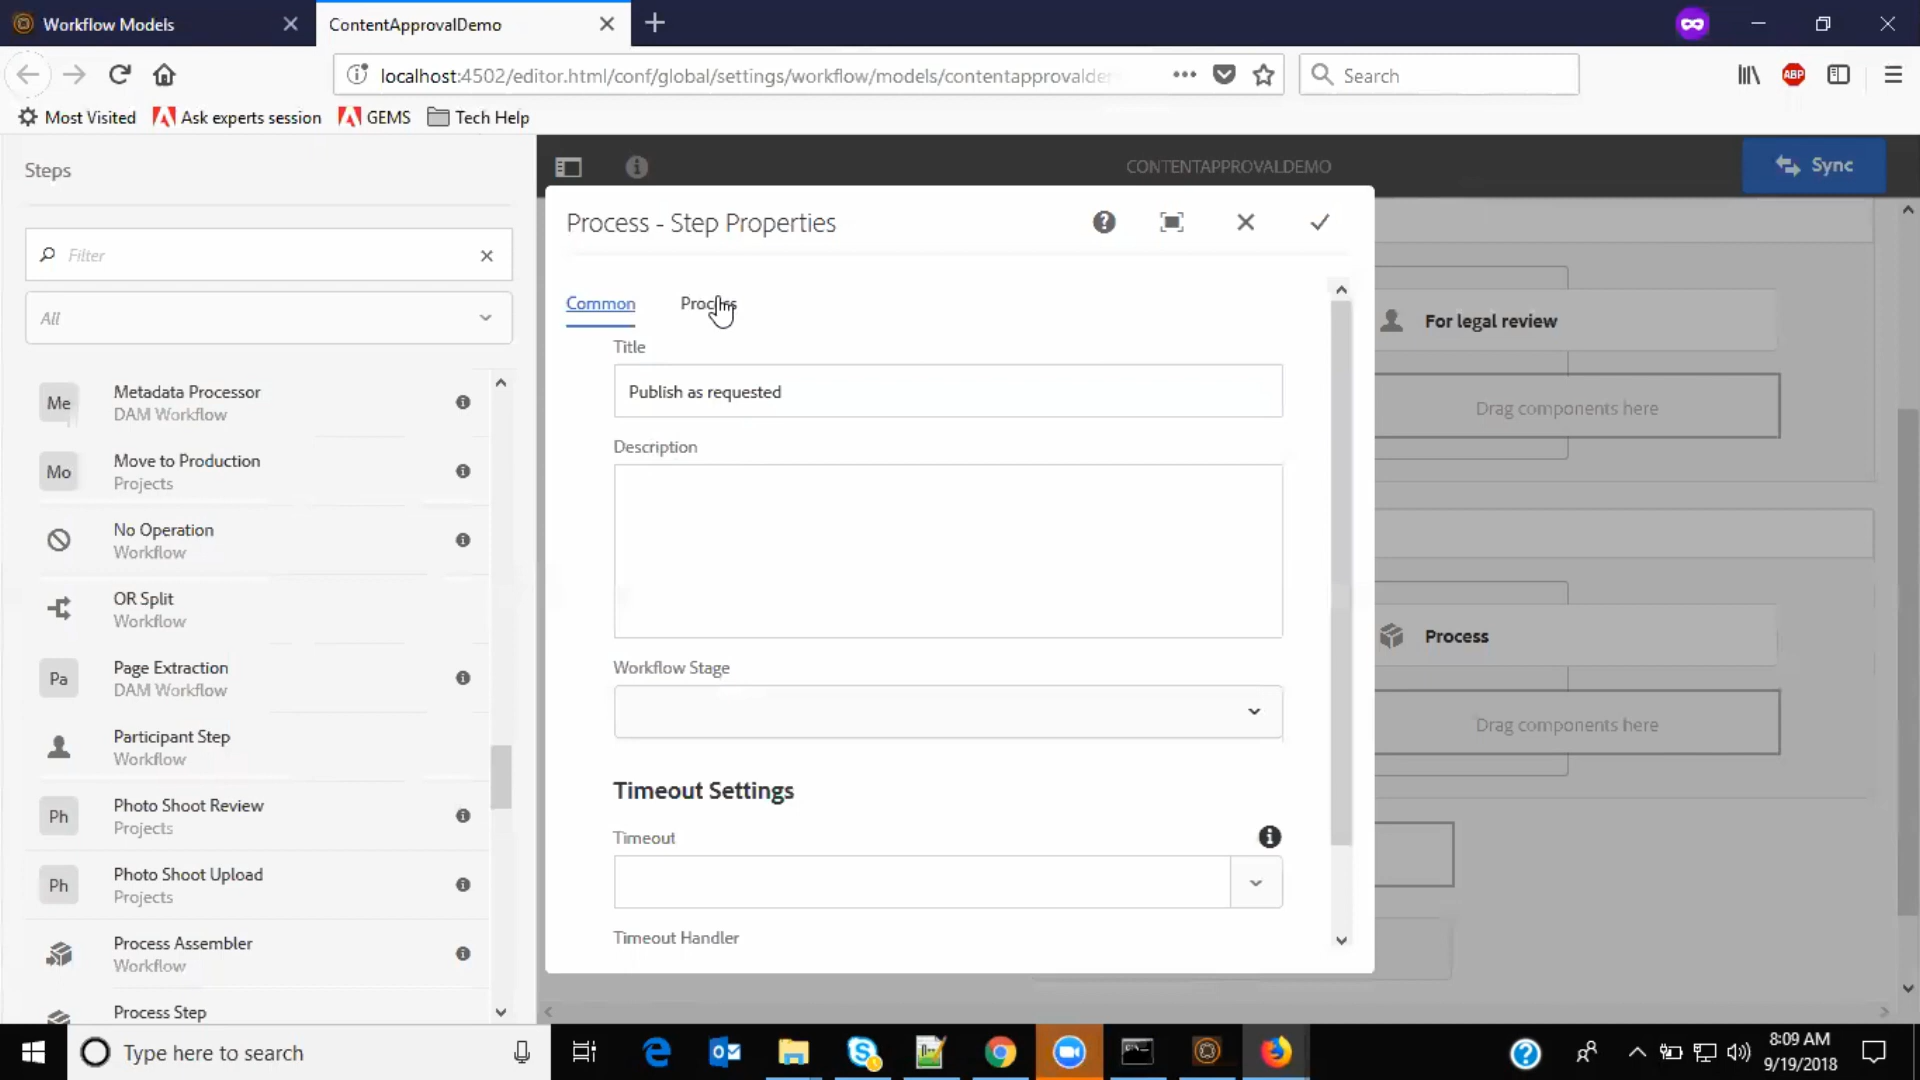 Workflow Models
ContentApprovalDemo
localhost:4502/editor.html/conf/global/settings/workflow/models/contentapprovalde
Search
ABP
Most Visited
Ask experts session
GEMS
Tech Help
Steps
CONTENTAPPROVALDEMO
Sync
Process - Step Properties
Filter
All
Common
Process
Title
Publish as requested
Description
Workflow Stage
Timeout Settings
Timeout
Timeout Handler
For legal review
Drag components here
Process
Drag components here
Me
Metadata Processor
DAM Workflow
Mo
Move to Production
Projects
No Operation
Workflow
OR Split
Workflow
Pa
Page Extraction
DAM Workflow
Participant Step
Workflow
Ph
Photo Shoot Review
Projects
Ph
Photo Shoot Upload
Projects
Process Assembler
Workflow
Process Step
Type here to search
8:09 AM
9/19/2018